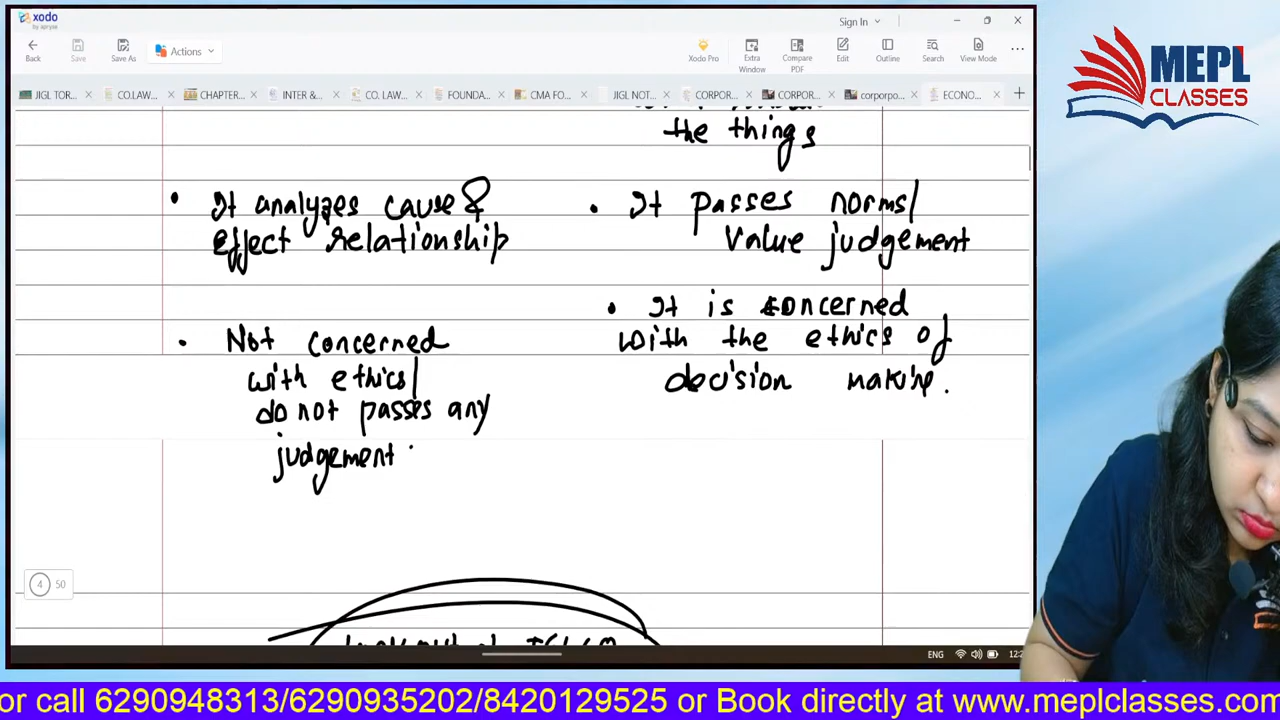 xodo
by apryse
Sign In
Back
Save
Save As
Actions
Xodo Pro
Extra Window
Compare PDF
Edit
Outline
Search
View Mode
JIGL TOR...
CO.LAW...
CHAPTER...
INTER &...
CO.LAW...
FOUNDA...
CMA FO...
JIGL NOT...
CORPOR...
CORPOR...
corporpo...
ECONO...
MEPL
CLASSES
the things
• It analyzes cause &
effect relationship
• It passes norms/
Value judgement
• It is concerned
with the ethics of
decision making.
• Not concerned
with ethics/
do not passes any
judgement.
4 50
ENG
or call 6290948313/6290935202/8420129525 or Book directly at www.meplclasses.com